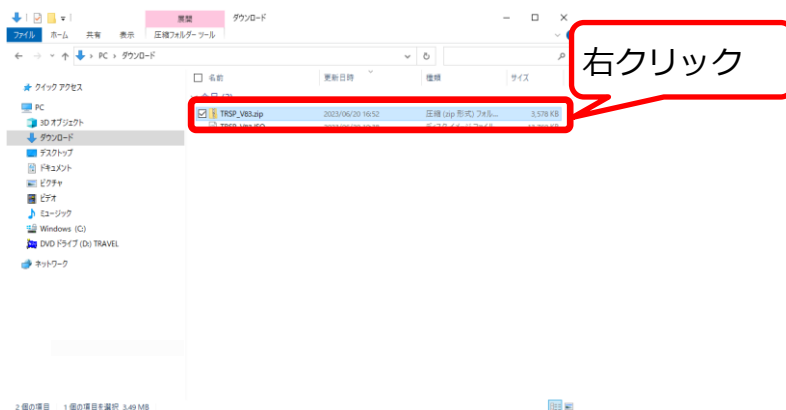 展開 ダウンロード
ファイル ホーム 共有 表示 圧縮フォルダー ツール
PC › ダウンロード
右クリック
名前 更新日時 種類 サイズ
クイック アクセス
PC
TRSP_V83.zip 2023/06/20 16:52 圧縮 (zip 形式) フォル... 3,578 KB
3D オブジェクト
ダウンロード
デスクトップ
ドキュメント
ピクチャ
ビデオ
ミュージック
Windows (C:)
DVD ドライブ (D:) TRAVEL
ネットワーク
2 個の項目 1 個の項目を選択 3.49 MB